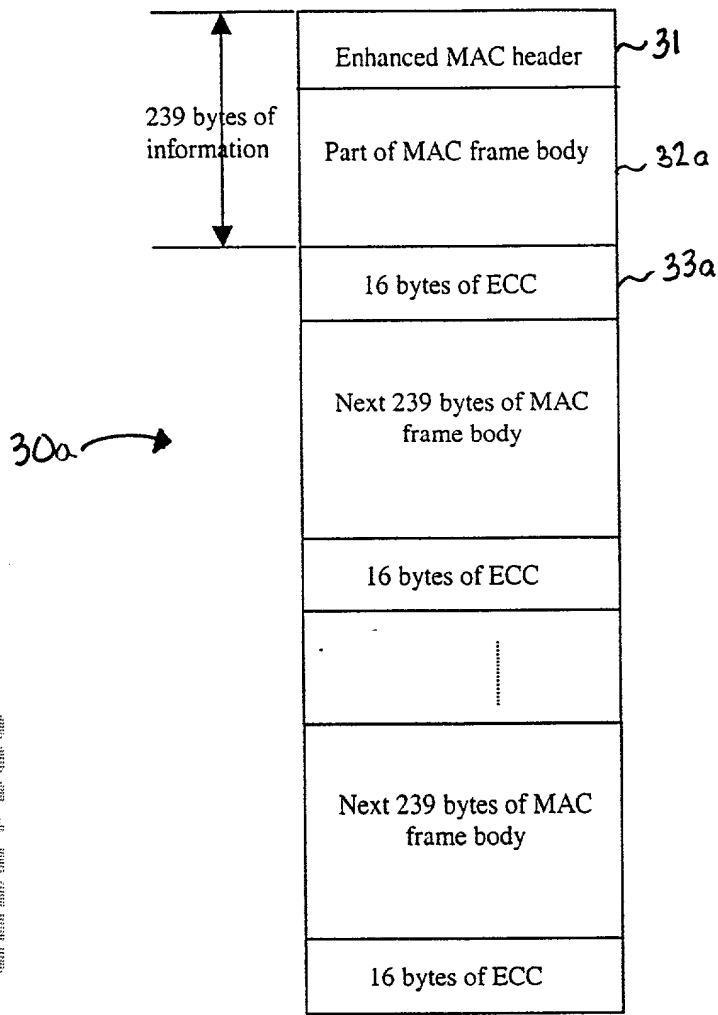 Enhanced MAC header
31
239 bytes of
information
Part of MAC frame body
32a
16 bytes of ECC
33a
Next 239 bytes of MAC
frame body
30a
16 bytes of ECC
Next 239 bytes of MAC
frame body
16 bytes of ECC